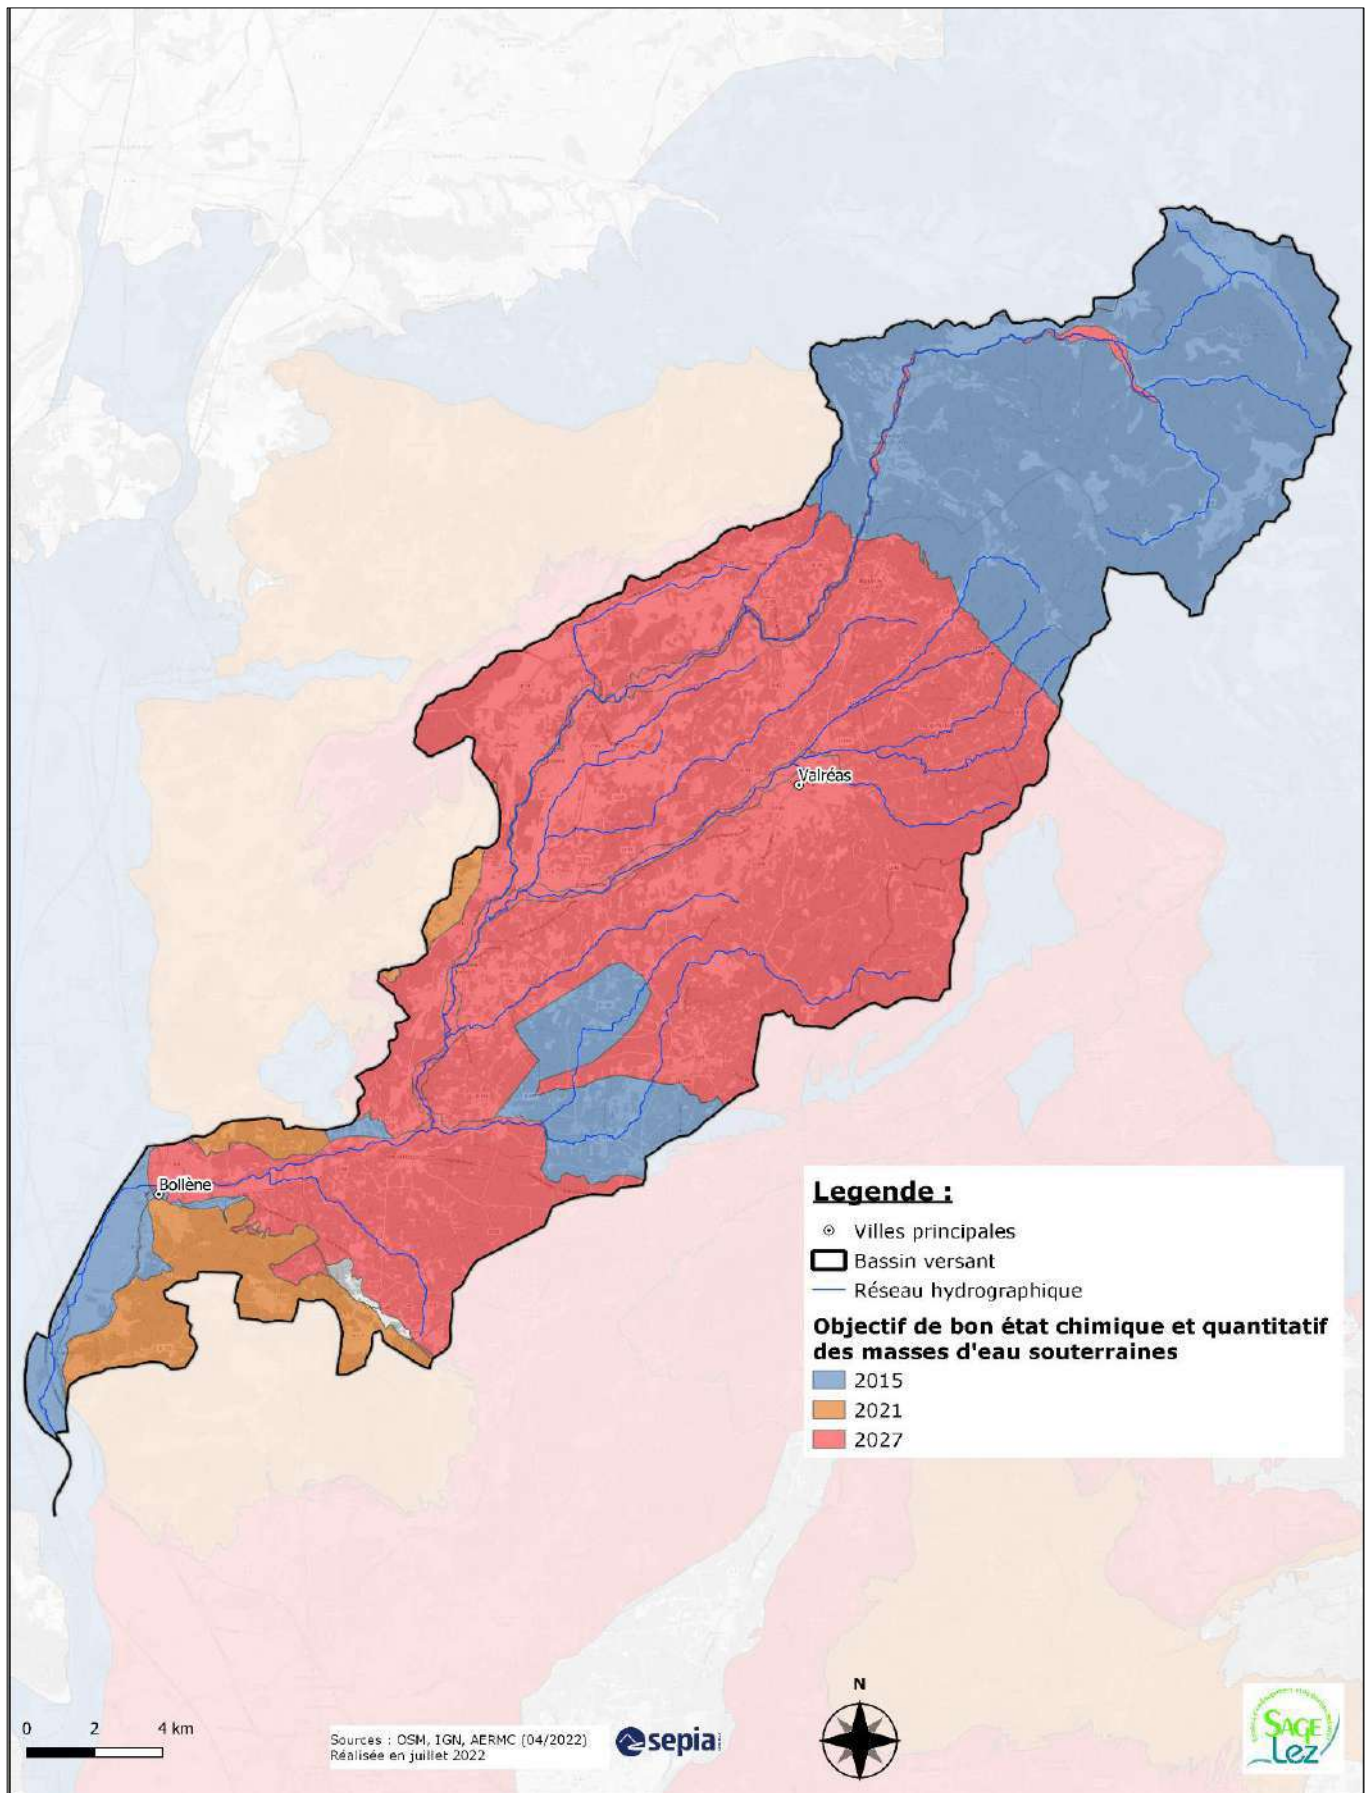 Valréas
Bollène
Legende :
Villes principales
Bassin versant
Réseau hydrographique
Objectif de bon état chimique et quantitatif
des masses d'eau souterraines
2015
2021
2027
N
0 2 4 km
Sources : OSM, IGN, AERMC (04/2022)
Réalisée en juillet 2022
sepia
SAGE
Lez